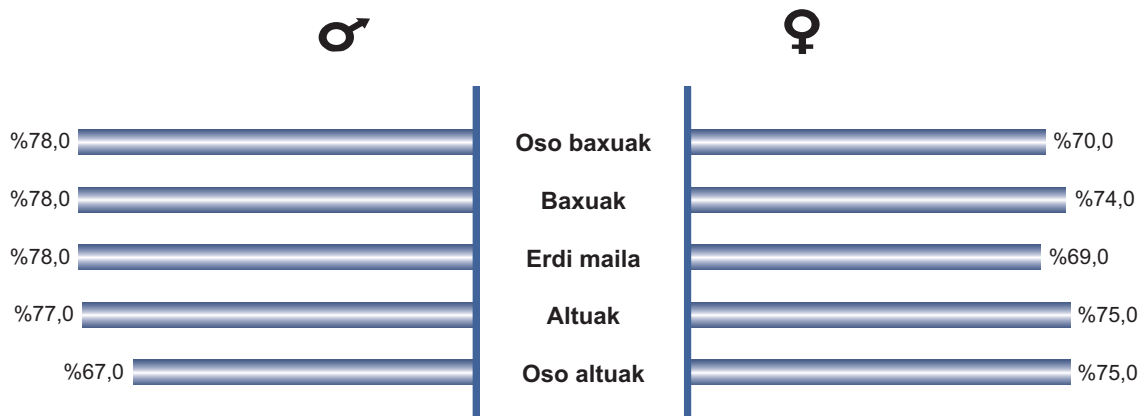 ♂ ♀
%78,0 Oso baxuak %70,0
%78,0 Baxuak %74,0
%78,0 Erdi maila %69,0
%77,0 Altuak %75,0
%67,0 Oso altuak %75,0